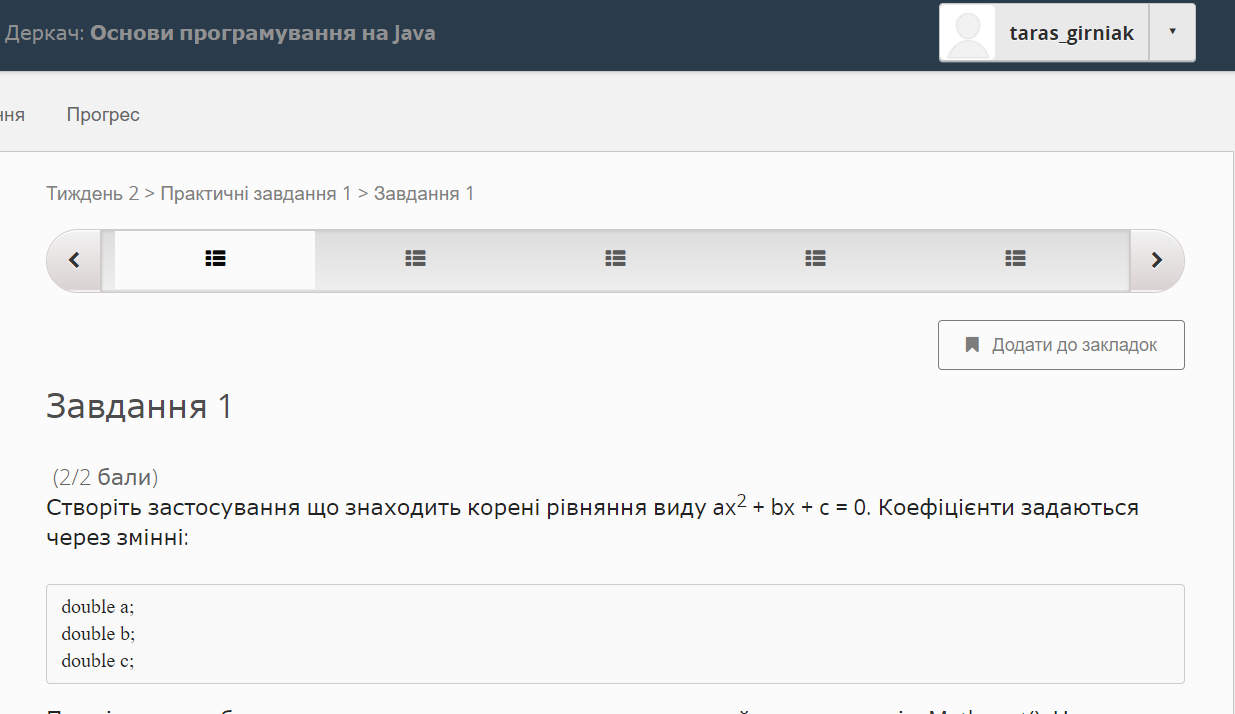 Деркач: Основи програмування на Java
taras_girniak
ння Прогрес
Тиждень 2 > Практичні завдання 1 > Завдання 1
Додати до закладок
Завдання 1
(2/2 бали)
Створіть застосування що знаходить корені рівняння виду ax² + bx + c = 0. Коефіцієнти задаються
через змінні:
double a;
double b;
double c;